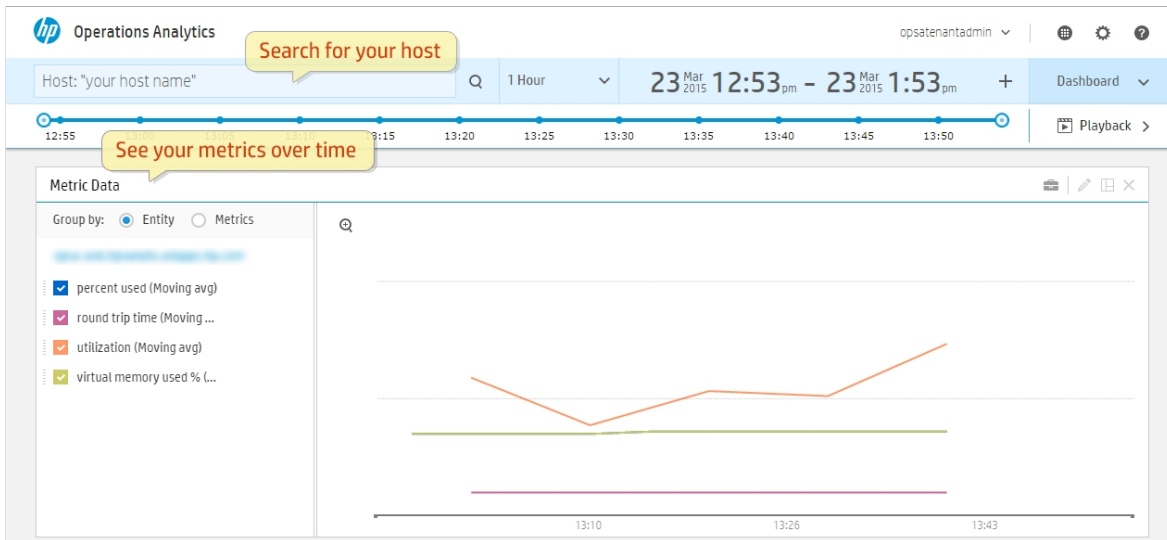 hp Operations Analytics opsatenantadmin
Search for your host
Host: "your host name" 1 Hour 23 Mar 2015 12:53pm - 23 Mar 2015 1:53pm + Dashboard
12:55 13:15 13:20 13:25 13:30 13:35 13:40 13:45 13:50 Playback
See your metrics over time
Metric Data
Group by: Entity Metrics
percent used (Moving avg)
round trip time (Moving ...
utilization (Moving avg)
virtual memory used % (...
13:10 13:26 13:43